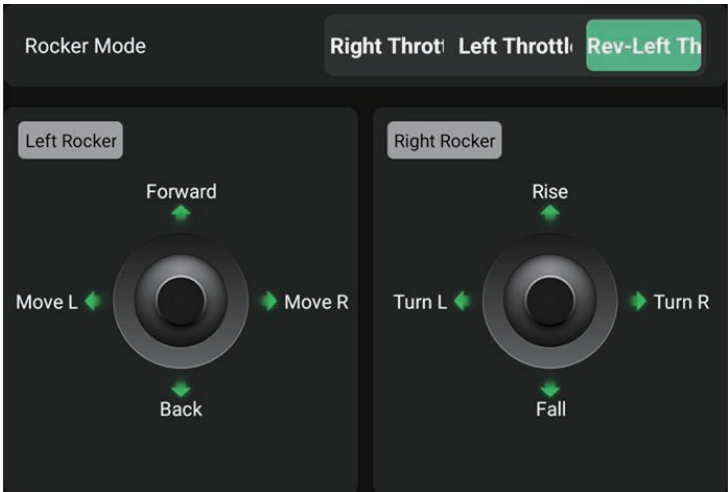 Rocker Mode
Right Thrott Left Throttle Rev-Left Th
Left Rocker
Forward
Move L Move R
Back
Right Rocker
Rise
Turn L Turn R
Fall